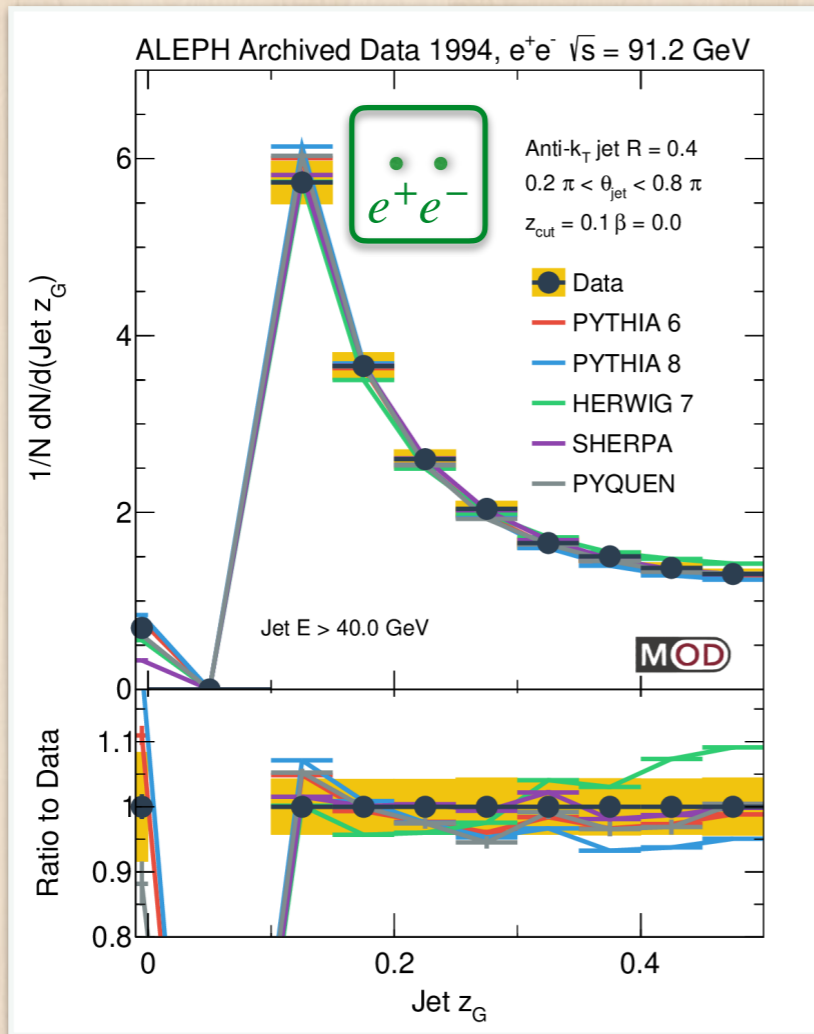 ALEPH Archived Data 1994, e⁺e⁻ √s = 91.2 GeV
1/N dN/d(Jet z_G)
6
4
2
0
e⁺e⁻
Anti-k_T jet R = 0.4
0.2 π < θ_jet < 0.8 π
z_cut = 0.1 β = 0.0
Data
PYTHIA 6
PYTHIA 8
HERWIG 7
SHERPA
PYQUEN
Jet E > 40.0 GeV
MOD
Ratio to Data
1.1
1
0.9
0.8
0 0.2 0.4
Jet z_G